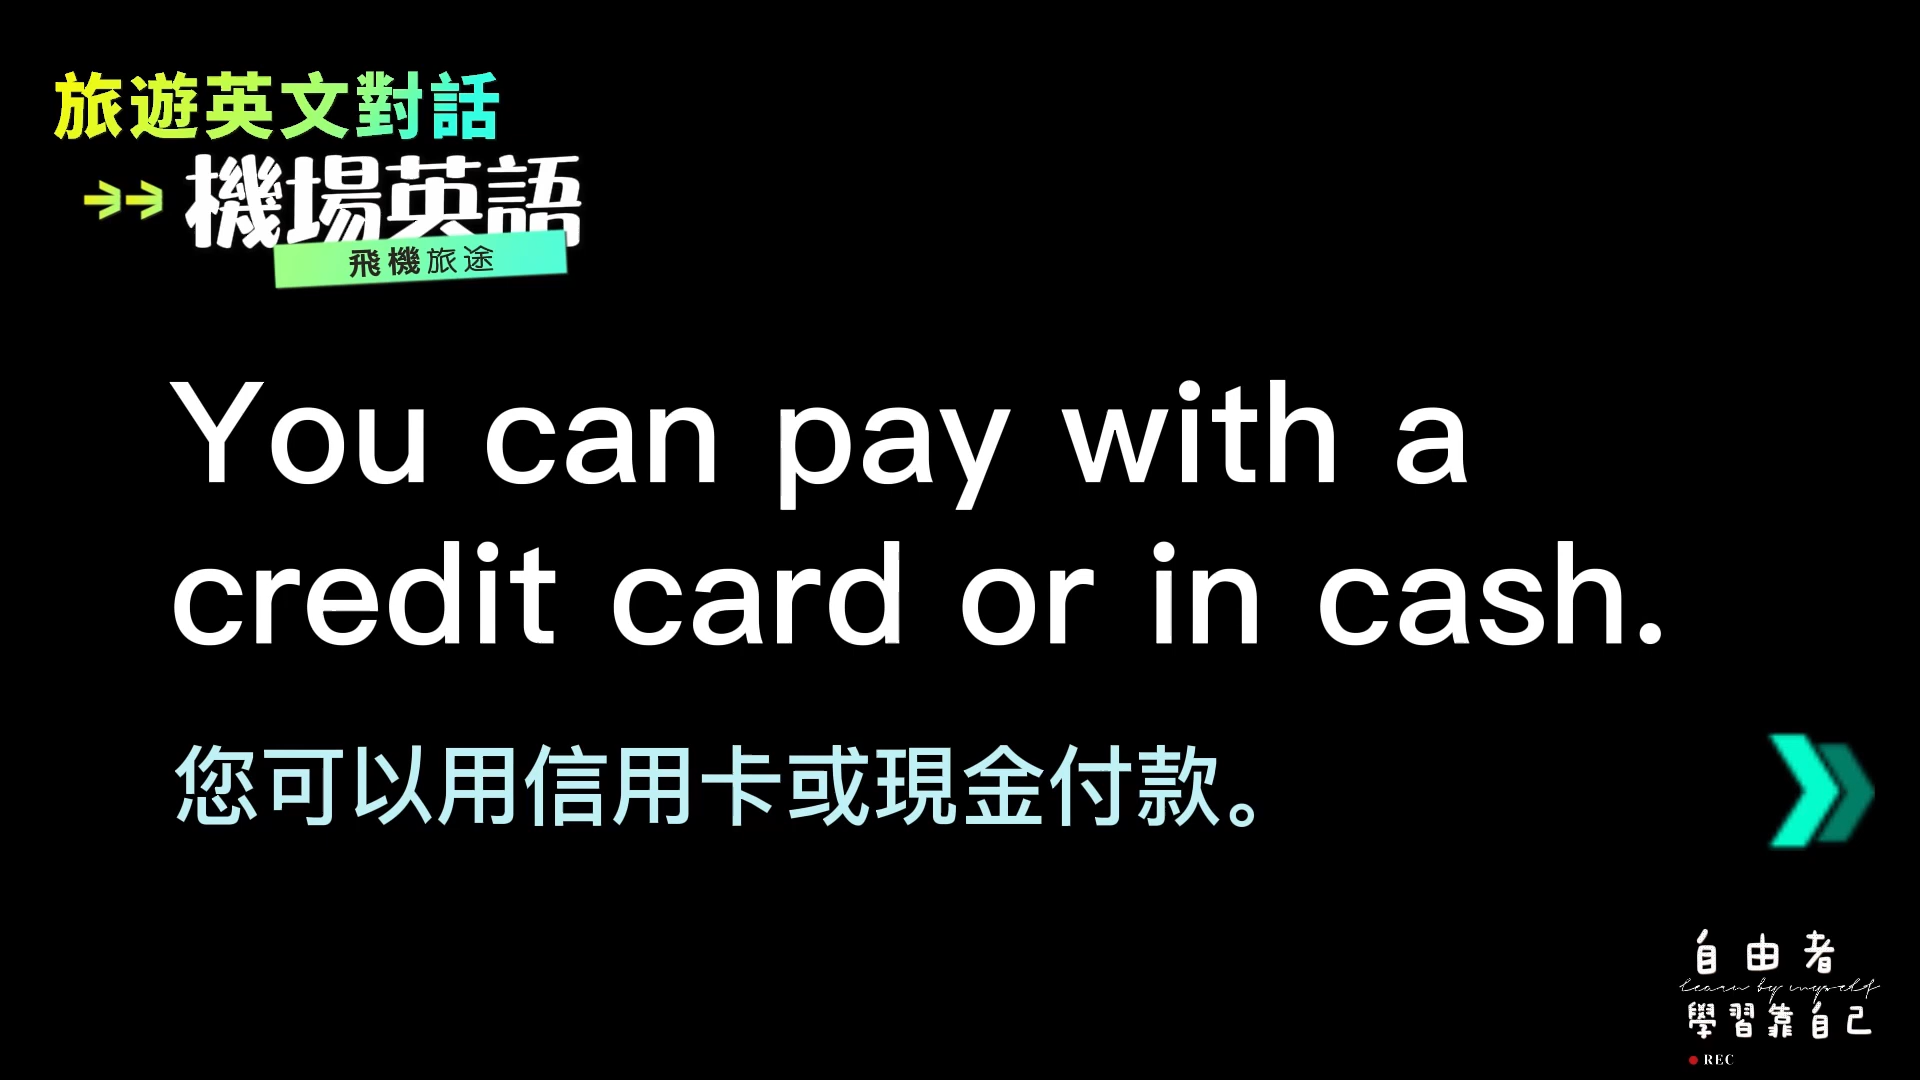 旅遊英文對話
機場英語
飛機旅途
You can pay with a
credit card or in cash.
您可以用信用卡或現金付款。
自由者
learn by myself
學習靠自己
REC